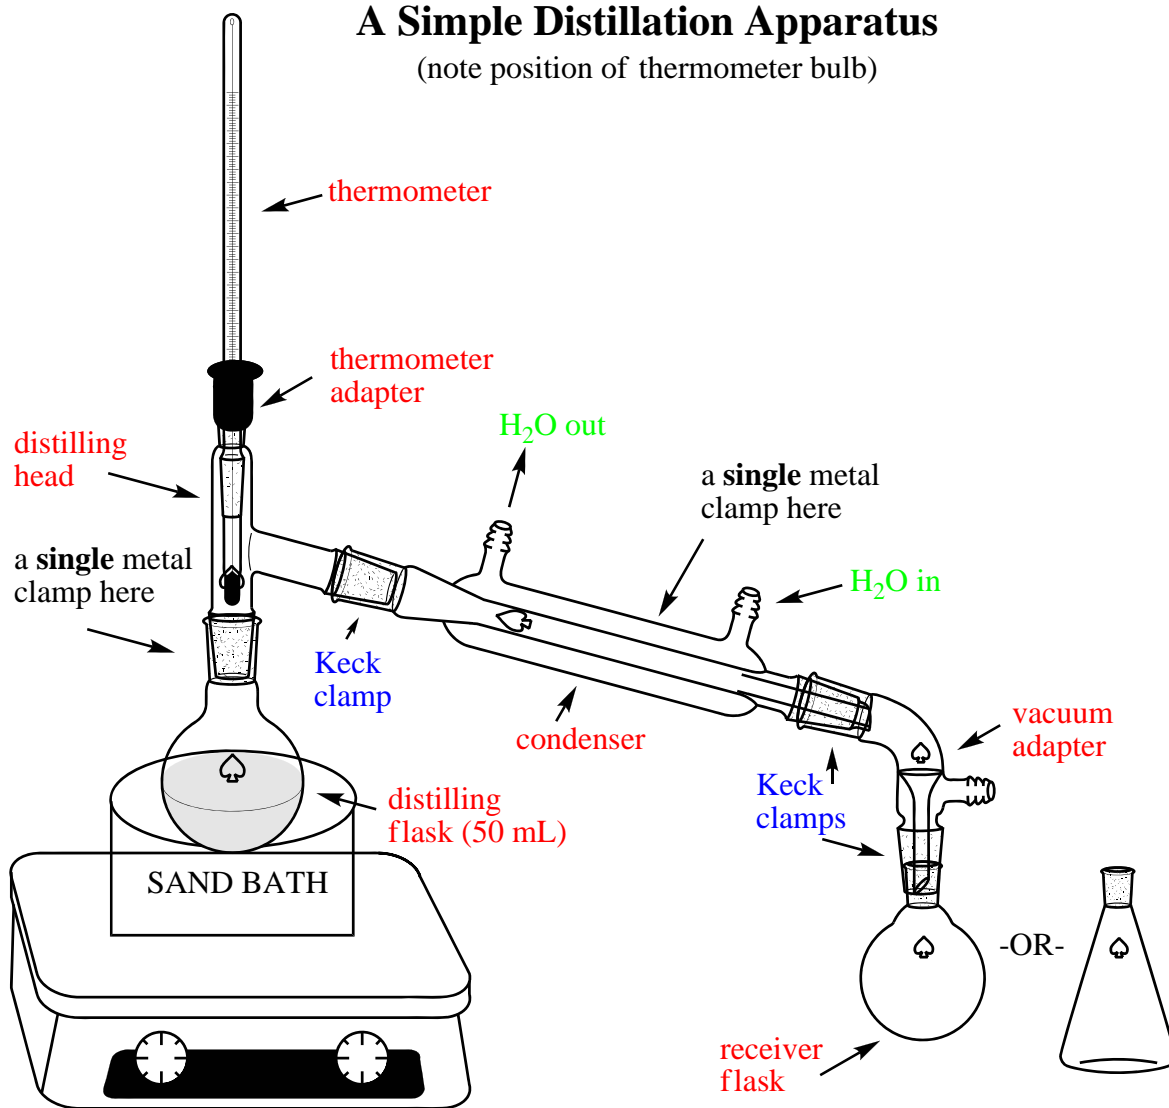 A Simple Distillation Apparatus
(note position of thermometer bulb)
thermometer
thermometer
adapter
H₂O out
distilling
head
a single metal
clamp here
a single metal
clamp here
H₂O in
Keck
clamp
condenser
vacuum
adapter
Keck
clamps
distilling
flask (50 mL)
SAND BATH
-OR-
receiver
flask